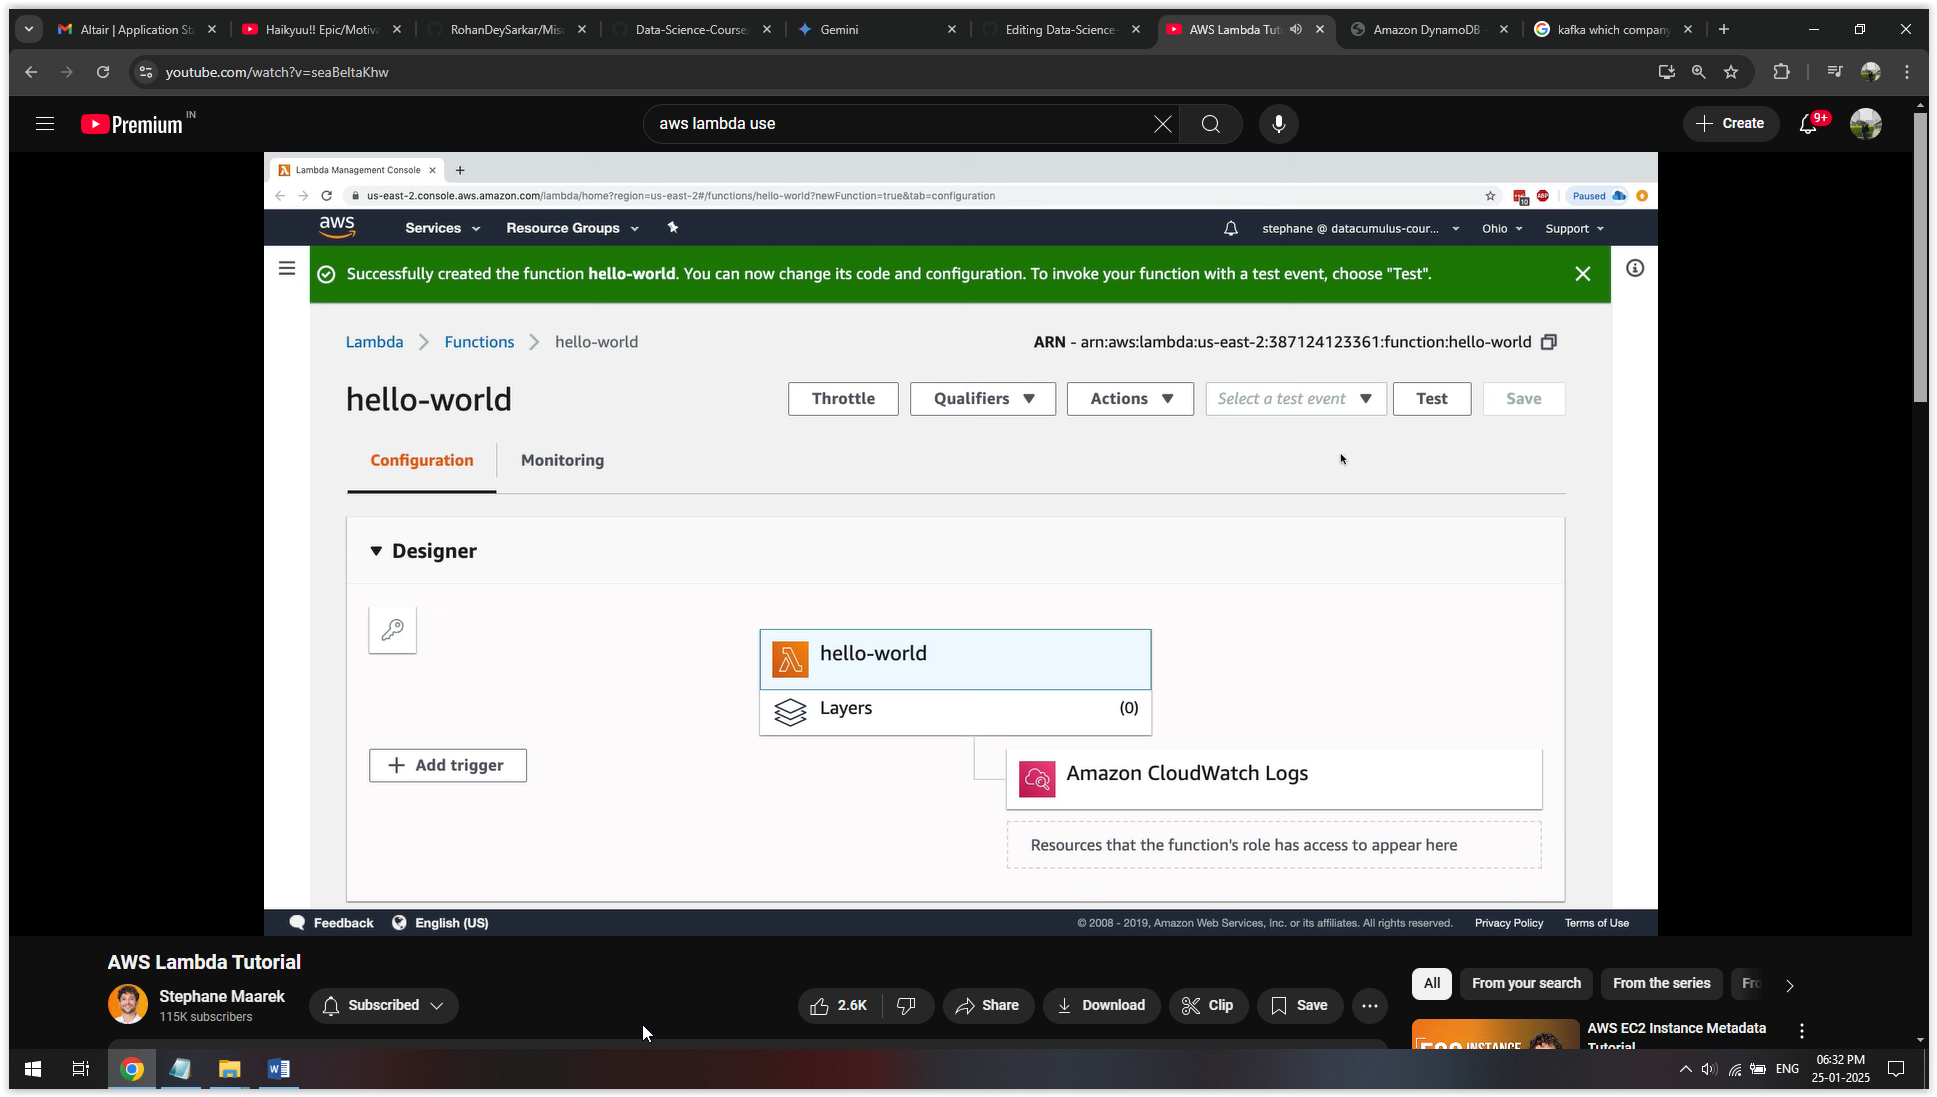 Altair | Application St
Haikyuu!! Epic/Motiva
RohanDeySarkar/Misc
Data-Science-Course/
Gemini
Editing Data-Science-
AWS Lambda Tut
Amazon DynamoDB
kafka which company
youtube.com/watch?v=seaBeltaKhw
Premium IN
aws lambda use
Create
9+
Lambda Management Console
us-east-2.console.aws.amazon.com/lambda/home?region=us-east-2#/functions/hello-world?newFunction=true&tab=configuration
10
ABP
Paused
aws
Services
Resource Groups
stephane @ datacumulus-cour...
Ohio
Support
Successfully created the function hello-world. You can now change its code and configuration. To invoke your function with a test event, choose "Test".
Lambda
Functions
hello-world
ARN - arn:aws:lambda:us-east-2:387124123361:function:hello-world
hello-world
Throttle
Qualifiers
Actions
Select a test event
Test
Save
Configuration
Monitoring
Designer
hello-world
Layers
(0)
Add trigger
Amazon CloudWatch Logs
Resources that the function's role has access to appear here
Feedback
English (US)
© 2008 - 2019, Amazon Web Services, Inc. or its affiliates. All rights reserved.
Privacy Policy
Terms of Use
AWS Lambda Tutorial
Stephane Maarek
115K subscribers
Subscribed
2.6K
Share
Download
Clip
Save
All
From your search
From the series
Fro
AWS EC2 Instance Metadata
Tutorial
INSTANCE
ENG
06:32 PM
25-01-2025